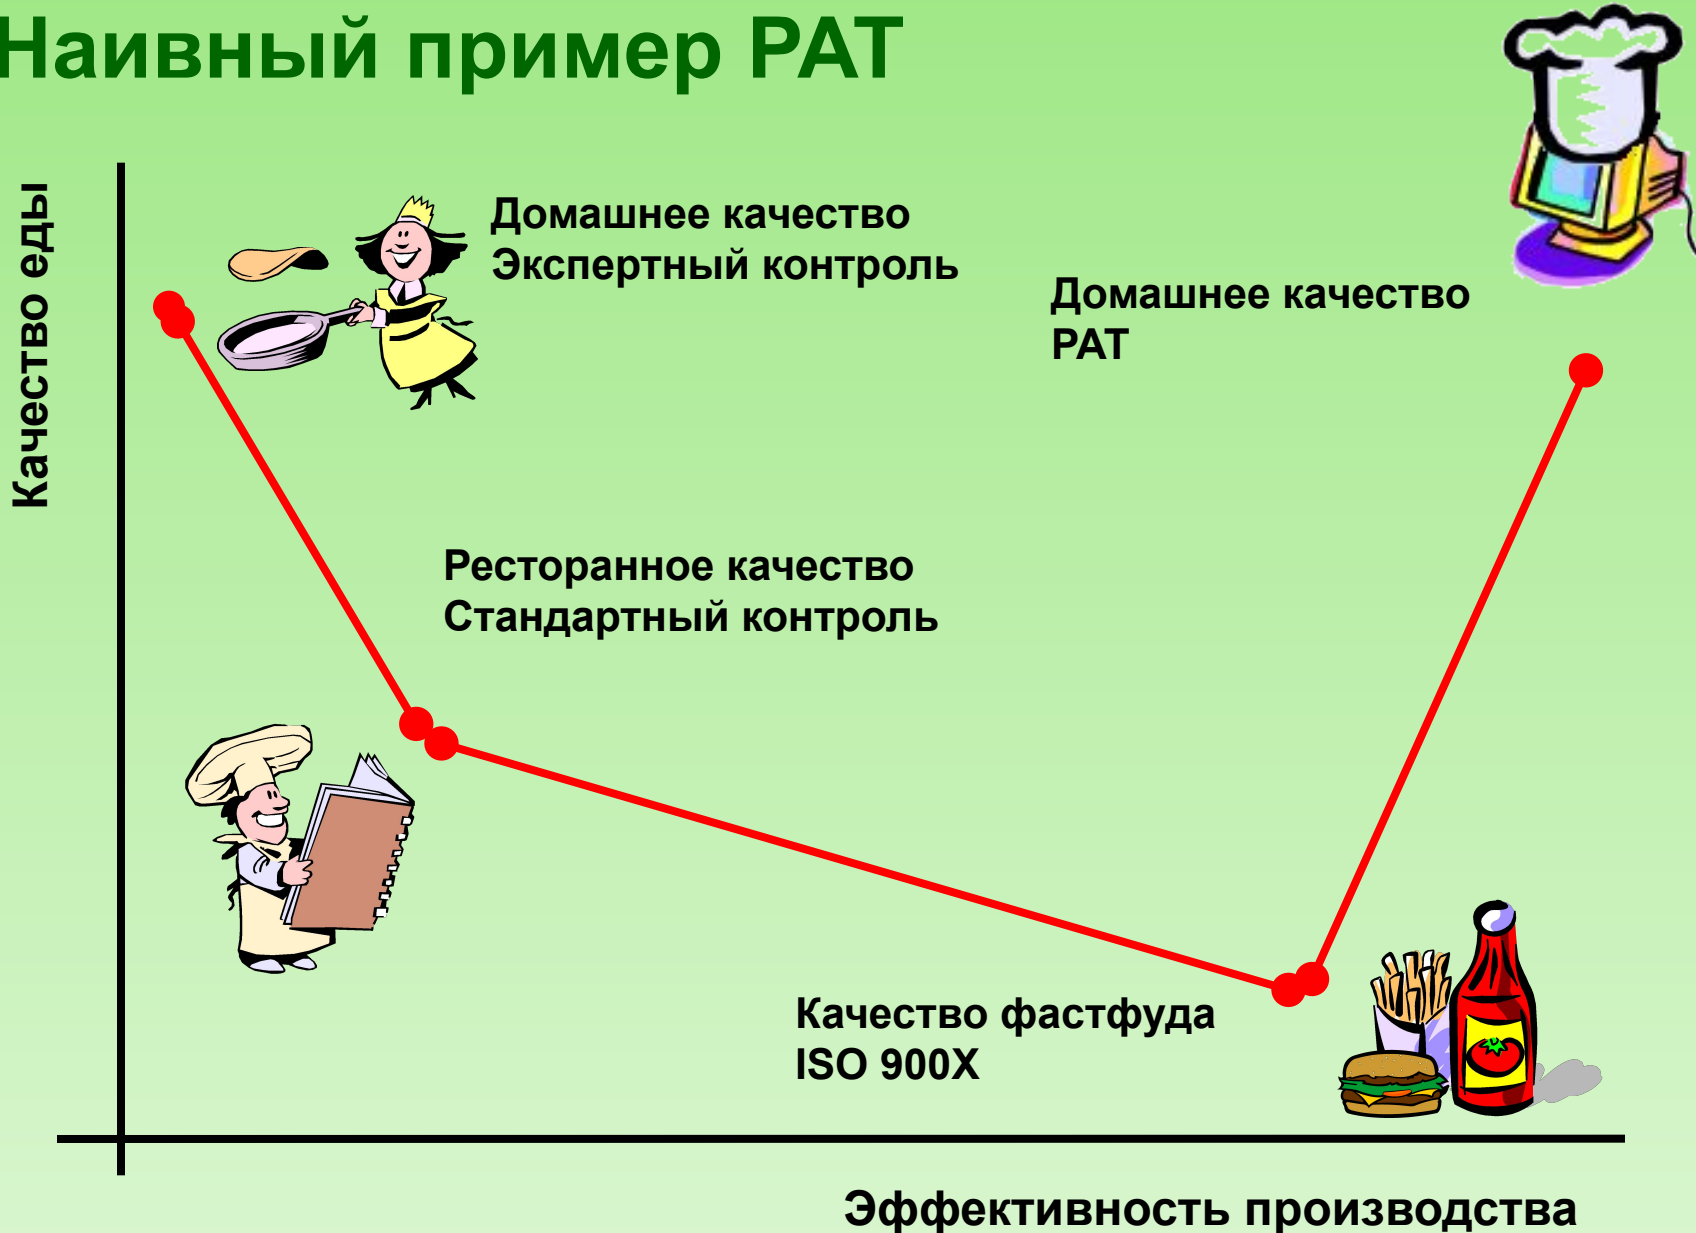 Наивный пример PAT
Качество еды
Домашнее качество
Экспертный контроль
Домашнее качество
PAT
Ресторанное качество
Стандартный контроль
Качество фастфуда
ISO 900X
Эффективность производства